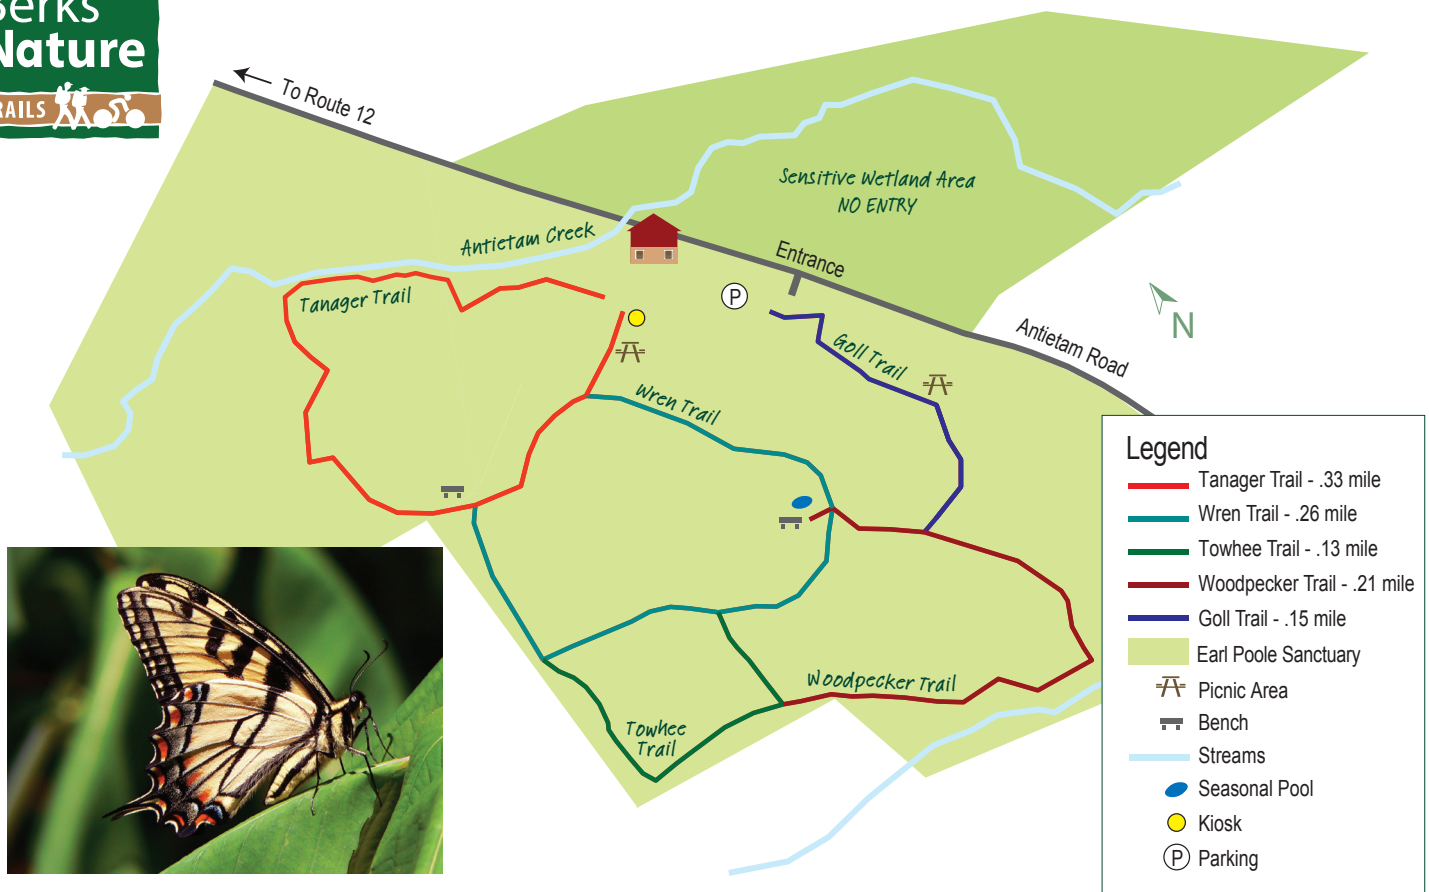 Berks
Nature
TRAILS
To Route 12
Sensitive Wetland Area
NO ENTRY
Antietam Creek
Entrance
Tanager Trail
P
N
Antietam Road
Goll Trail
Wren Trail
Woodpecker Trail
Towhee
Trail
Legend
Tanager Trail - .33 mile
Wren Trail - .26 mile
Towhee Trail - .13 mile
Woodpecker Trail - .21 mile
Goll Trail - .15 mile
Earl Poole Sanctuary
Picnic Area
Bench
Streams
Seasonal Pool
Kiosk
P Parking